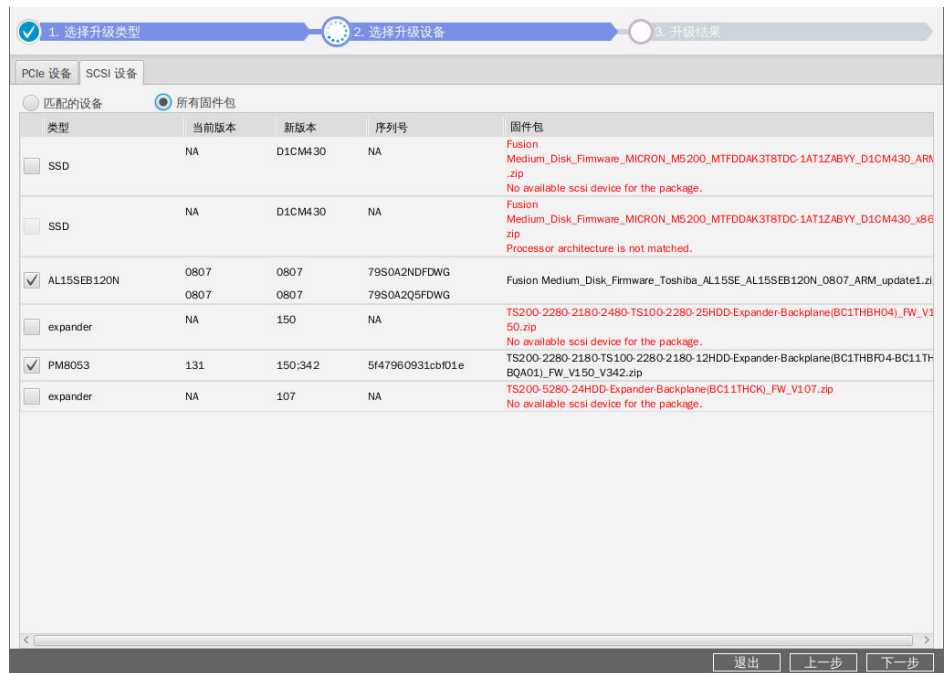 1. 选择升级类型
2. 选择升级设备
3. 升级结果
PCIe 设备
SCSI 设备
匹配的设备
所有固件包
类型 当前版本 新版本 序列号 固件包
SSD NA D1CM430 NA
Fusion
Medium_Disk_Firmware_MICRON_M5200_MTFDDAK3T8TDC-1AT1ZABYY_D1CM430_ARM
.zip
No available scsi device for the package.
SSD NA D1CM430 NA
Fusion
Medium_Disk_Firmware_MICRON_M5200_MTFDDAK3T8TDC-1AT1ZABYY_D1CM430_x86
zip
Processor architecture is not matched.
AL15SEB120N
0807 0807 79S0A2NDFDWG
0807 0807 79S0A2Q5FDWG
Fusion Medium_Disk_Firmware_Toshiba_AL15SE_AL15SEB120N_0807_ARM_update1.zi
expander NA 150 NA
TS200-2280-2180-2480-TS100-2280-25HDD-Expander-Backplane(BC1THBH04)_FW_V1
50.zip
No available scsi device for the package.
PM8053 131 150;342 5f47960931cbf01e
TS200-2280-2180-TS100-2280-2180-12HDD-Expander-Backplane(BC1THBF04-BC11TH
BQA01)_FW_V150_V342.zip
expander NA 107 NA
TS200-5280-24HDD-Expander-Backplane(BC11THCK)_FW_V107.zip
No available scsi device for the package.
退出
上一步
下一步